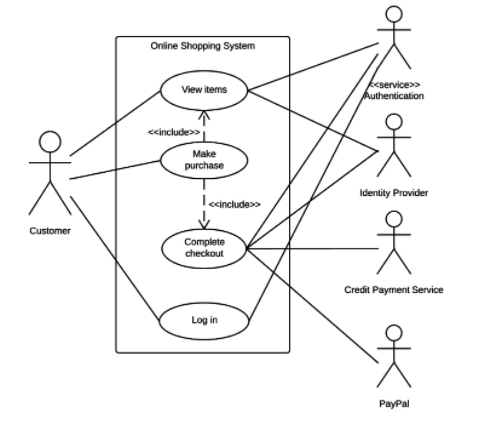 Online Shopping System
View items
<<service>>
Authentication
<<include>>
Make
purchase
Identity Provider
<<include>>
Customer
Complete
checkout
Credit Payment Service
Log in
PayPal